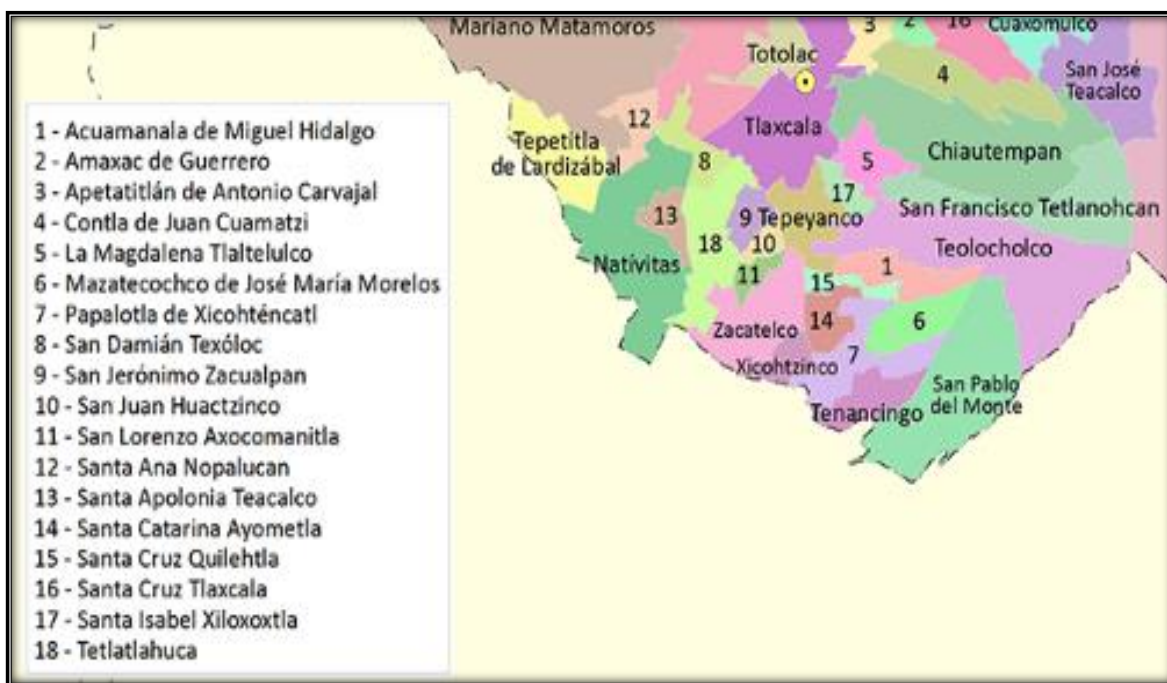 Mariano Matamoros
3
2
16
Cuaxomulco
Totolac
4
San José
Teacalco
12
Tlaxcala
Tepetitla
de Lardizábal
8
5
Chiautempan
17
13
9 Tepeyanco
San Francisco Tetlanohcan
18
10
Teolocholco
Natívitas
11
15
1
14
6
Zacatelco
7
Xicohtzinco
San Pablo
del Monte
Tenancingo
1 - Acuamanala de Miguel Hidalgo
2 - Amaxac de Guerrero
3 - Apetatitlán de Antonio Carvajal
4 - Contla de Juan Cuamatzi
5 - La Magdalena Tlaltelulco
6 - Mazatecochco de José María Morelos
7 - Papalotla de Xicohténcatl
8 - San Damián Texóloc
9 - San Jerónimo Zacualpan
10 - San Juan Huactzinco
11 - San Lorenzo Axocomanitla
12 - Santa Ana Nopalucan
13 - Santa Apolonia Teacalco
14 - Santa Catarina Ayometla
15 - Santa Cruz Quilehtla
16 - Santa Cruz Tlaxcala
17 - Santa Isabel Xiloxoxtla
18 - Tetlatlahuca